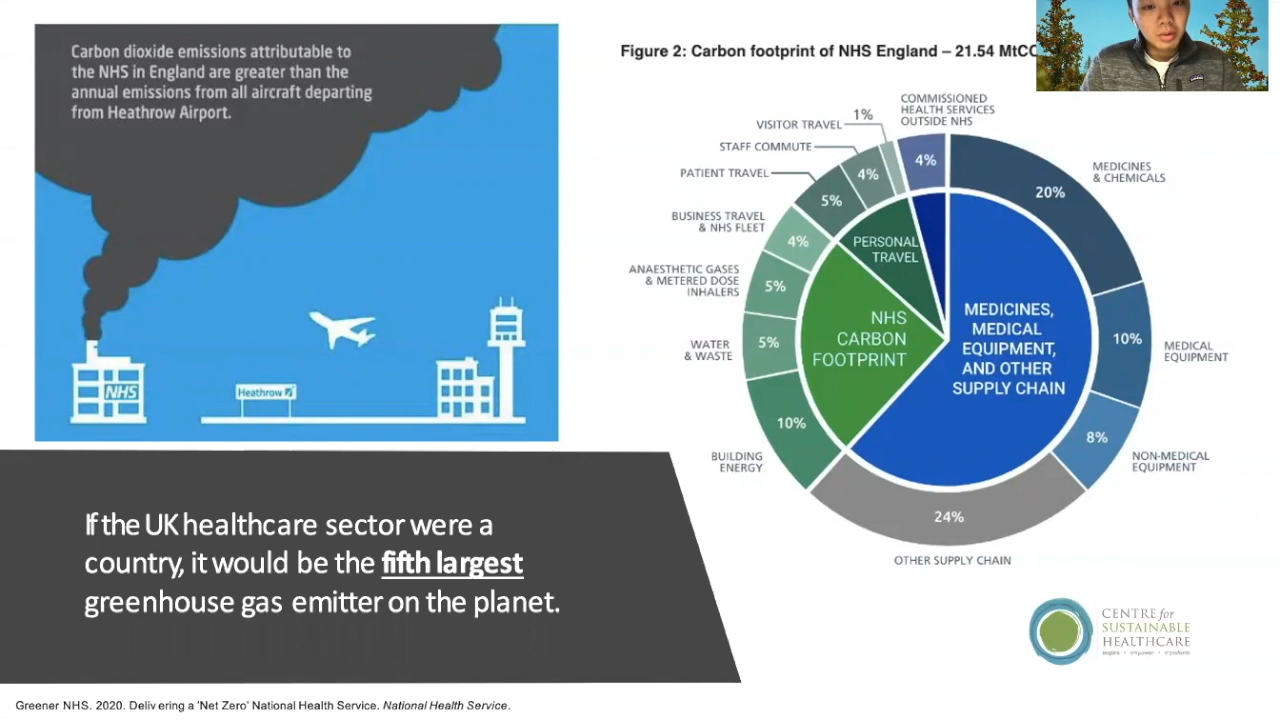 Carbon dioxide emissions attributable to
the NHS in England are greater than the
annual emissions from all aircraft departing
from Heathrow Airport.
NHS
Heathrow
If the UK healthcare sector were a
country, it would be the fifth largest
greenhouse gas emitter on the planet.
Figure 2: Carbon footprint of NHS England – 21.54 MtCO
COMMISSIONED
HEALTH SERVICES
OUTSIDE NHS
4%
1%
VISITOR TRAVEL
STAFF COMMUTE
4%
PATIENT TRAVEL
5%
BUSINESS TRAVEL
& NHS FLEET
4%
ANAESTHETIC GASES
& METERED DOSE
INHALERS
5%
WATER
& WASTE
5%
BUILDING
ENERGY
10%
PERSONAL
TRAVEL
NHS
CARBON
FOOTPRINT
MEDICINES,
MEDICAL
EQUIPMENT,
AND OTHER
SUPPLY CHAIN
20%
MEDICINES
& CHEMICALS
10%
MEDICAL
EQUIPMENT
8%
NON-MEDICAL
EQUIPMENT
24%
OTHER SUPPLY CHAIN
CENTRE for
SUSTAINABLE
HEALTHCARE
inspire • empower • transform
Greener NHS. 2020. Delivering a 'Net Zero' National Health Service. National Health Service.